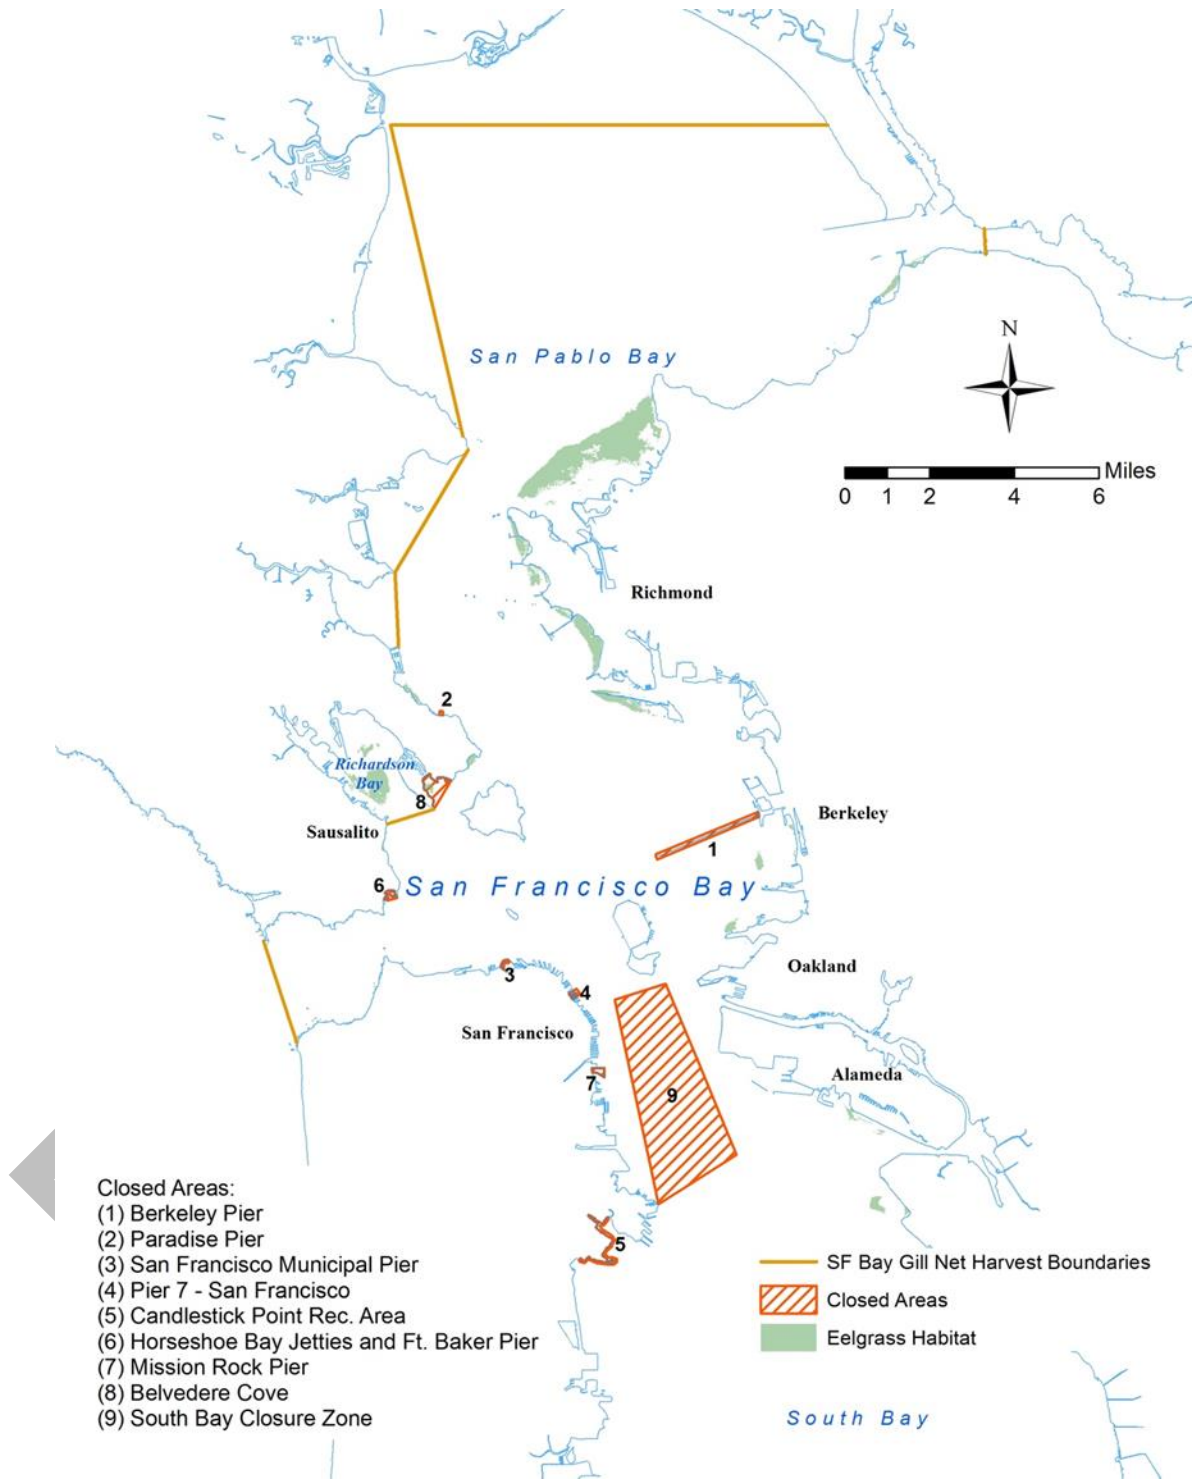 San Pablo Bay
N
Miles
0 1 2 4 6
Richmond
2
Richardson
Bay
8
Sausalito
Berkeley
1
6
San Francisco Bay
3
Oakland
4
San Francisco
7
9
Alameda
5
Closed Areas:
(1) Berkeley Pier
(2) Paradise Pier
(3) San Francisco Municipal Pier
(4) Pier 7 - San Francisco
(5) Candlestick Point Rec. Area
(6) Horseshoe Bay Jetties and Ft. Baker Pier
(7) Mission Rock Pier
(8) Belvedere Cove
(9) South Bay Closure Zone
SF Bay Gill Net Harvest Boundaries
Closed Areas
Eelgrass Habitat
South Bay